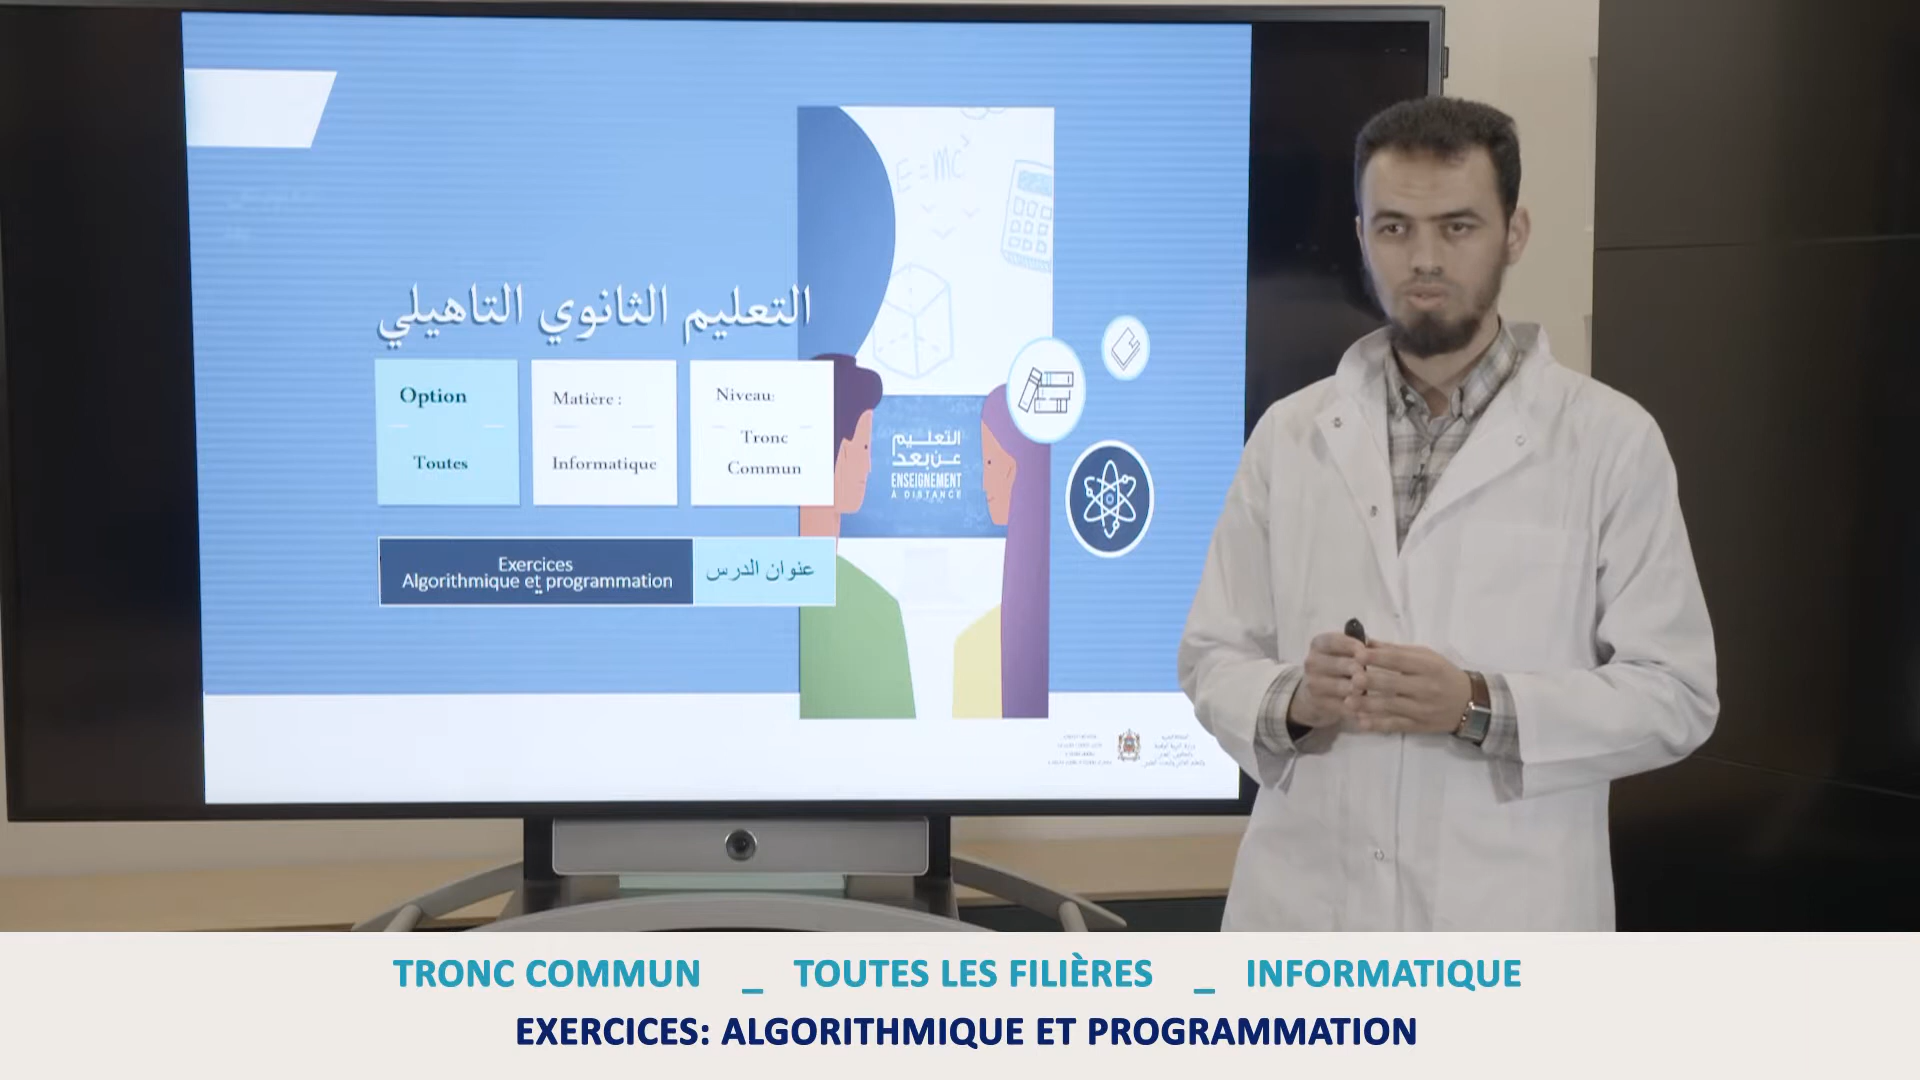 E = mc²
التعليم الثانوي التاهيلي
Option
Toutes
Matière :
Informatique
Niveau:
Tronc
Commun
التعليم
عن بعد
ENSEIGNEMENT
À DISTANCE
Exercices
Algorithmique et programmation
عنوان الدرس
TRONC COMMUN _ TOUTES LES FILIÈRES _ INFORMATIQUE
EXERCICES: ALGORITHMIQUE ET PROGRAMMATION